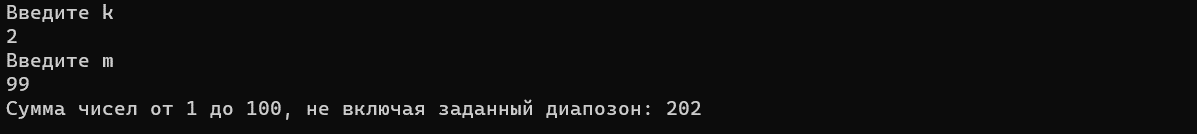 Введите k
2
Введите m
99
Сумма чисел от 1 до 100, не включая заданный диапозон: 202